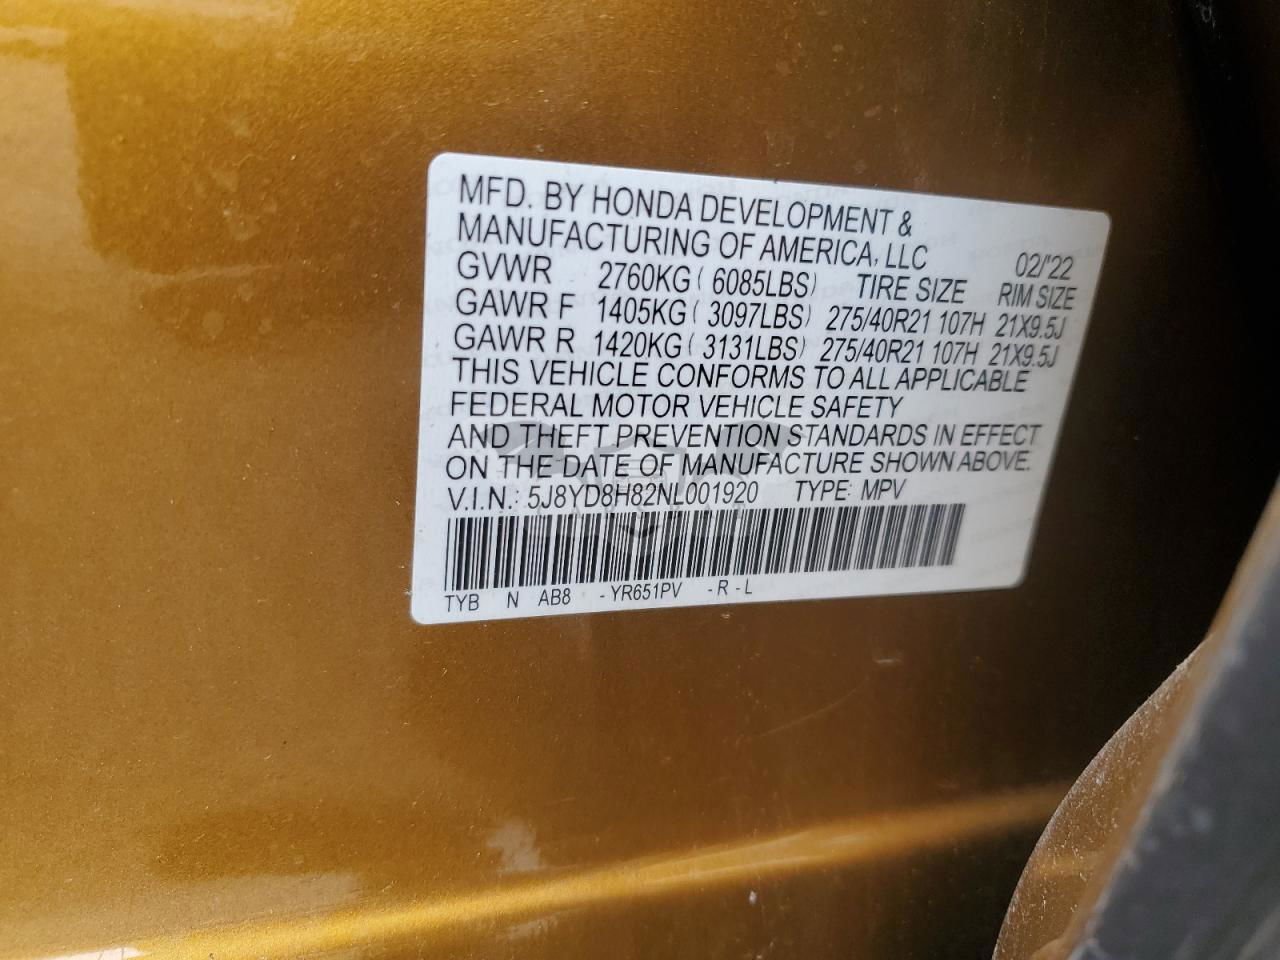 MFD. BY HONDA DEVELOPMENT &
MANUFACTURING OF AMERICA, LLC 02/'22
GVWR 2760KG ( 6085LBS) TIRE SIZE RIM SIZE
GAWR F 1405KG ( 3097LBS) 275/40R21 107H 21X9.5J
GAWR R 1420KG ( 3131LBS) 275/40R21 107H 21X9.5J
THIS VEHICLE CONFORMS TO ALL APPLICABLE
FEDERAL MOTOR VEHICLE SAFETY
AND THEFT PREVENTION STANDARDS IN EFFECT
ON THE DATE OF MANUFACTURE SHOWN ABOVE.
V.I.N.: 5J8YD8H82NL001920 TYPE: MPV
TYB N AB8 - YR651PV - R - L